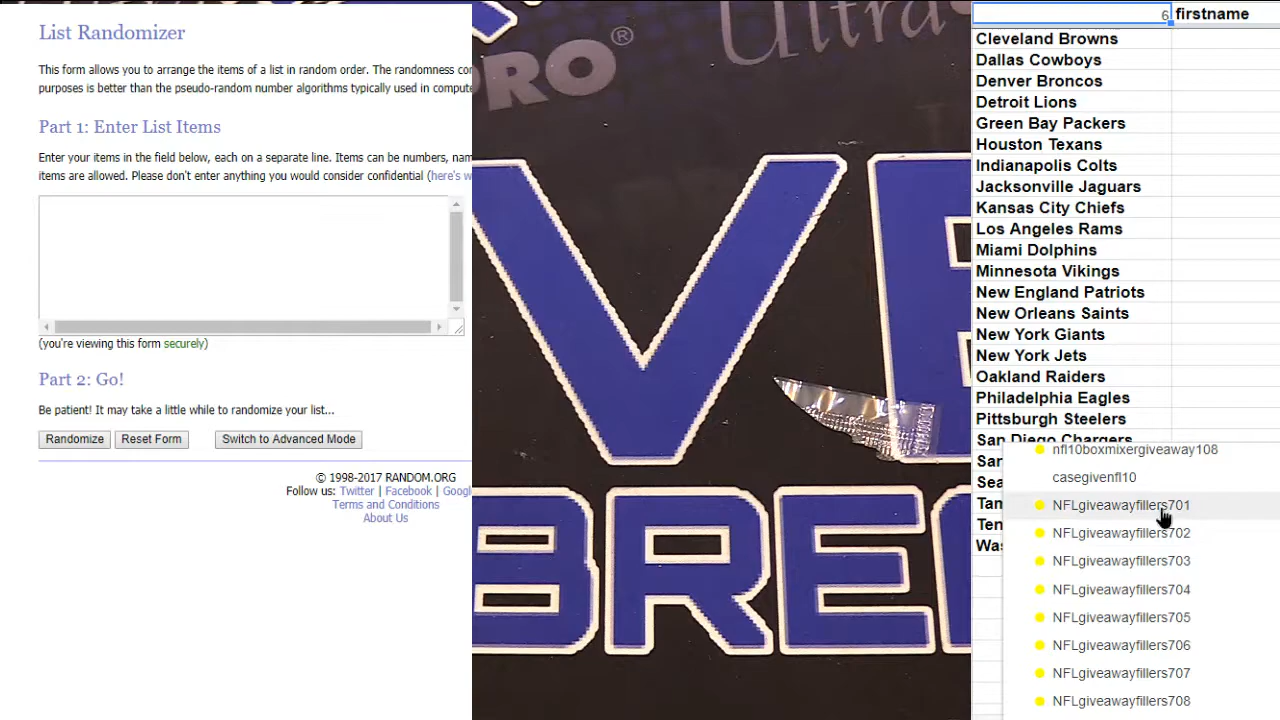 List Randomizer
This form allows you to arrange the items of a list in random order. The randomness co
purposes is better than the pseudo-random number algorithms typically used in compute
Part 1: Enter List Items
Enter your items in the field below, each on a separate line. Items can be numbers, nam
items are allowed. Please don't enter anything you would consider confidential (here's w
(you're viewing this form securely)
Part 2: Go!
Be patient! It may take a little while to randomize your list...
Randomize
Reset Form
Switch to Advanced Mode
© 1998-2017 RANDOM.ORG
Follow us: Twitter | Facebook | Googl
Terms and Conditions
About Us
PRO®
Ultra
V
BRE
6 firstname
Cleveland Browns
Dallas Cowboys
Denver Broncos
Detroit Lions
Green Bay Packers
Houston Texans
Indianapolis Colts
Jacksonville Jaguars
Kansas City Chiefs
Los Angeles Rams
Miami Dolphins
Minnesota Vikings
New England Patriots
New Orleans Saints
New York Giants
New York Jets
Oakland Raiders
Philadelphia Eagles
Pittsburgh Steelers
San Diego Chargers
San
Sea
Tan
Ten
Was
nfl10boxmixergiveaway108
casegivenfl10
NFLgiveawayfillers701
NFLgiveawayfillers702
NFLgiveawayfillers703
NFLgiveawayfillers704
NFLgiveawayfillers705
NFLgiveawayfillers706
NFLgiveawayfillers707
NFLgiveawayfillers708